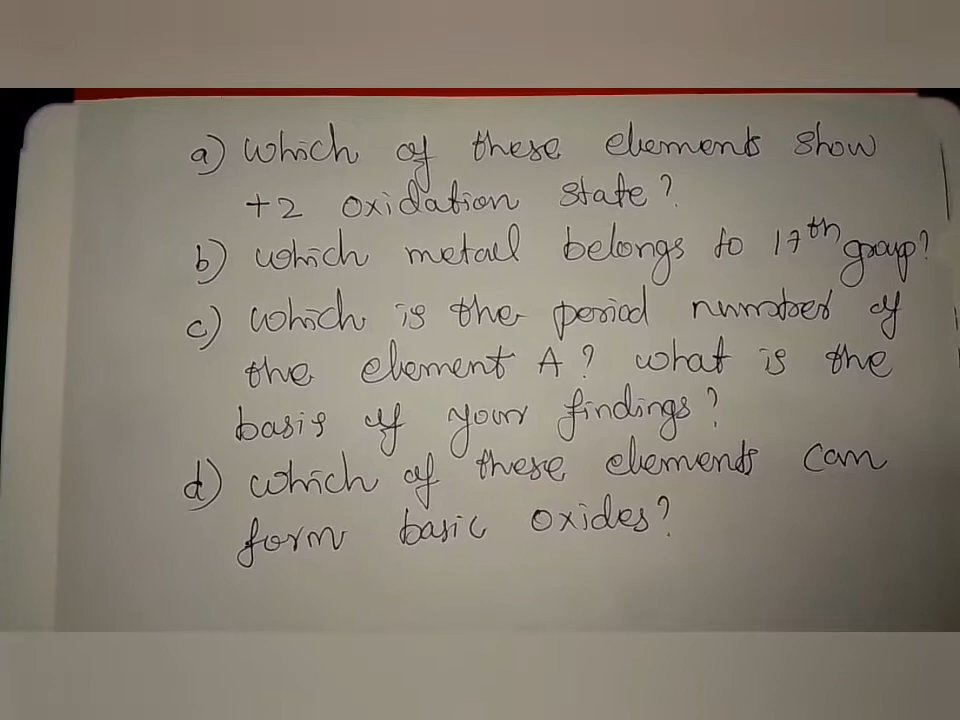 a) which of these elements show
+2 oxidation state?
b) which metal belongs to 17th group?
c) which is the period number of
the element A? what is the
basis of your findings?
d) which of these elements can
form basic oxides?